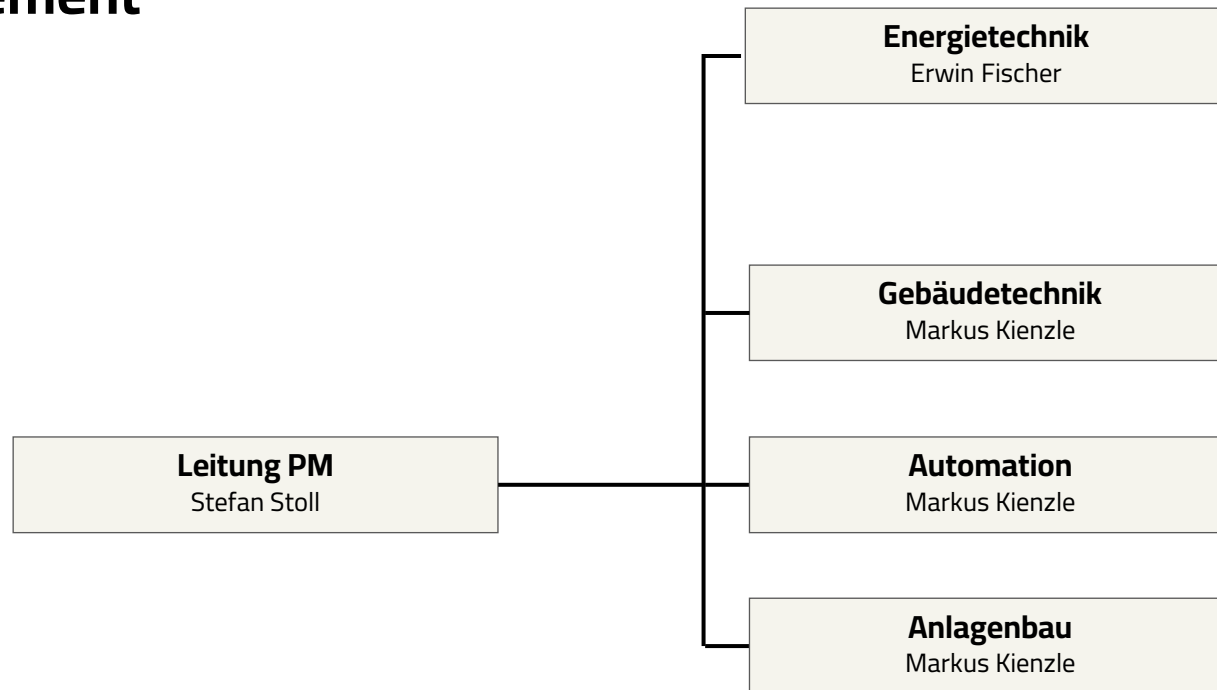 ement
Energietechnik
Erwin Fischer
Gebäudetechnik
Markus Kienzle
Leitung PM
Stefan Stoll
Automation
Markus Kienzle
Anlagenbau
Markus Kienzle